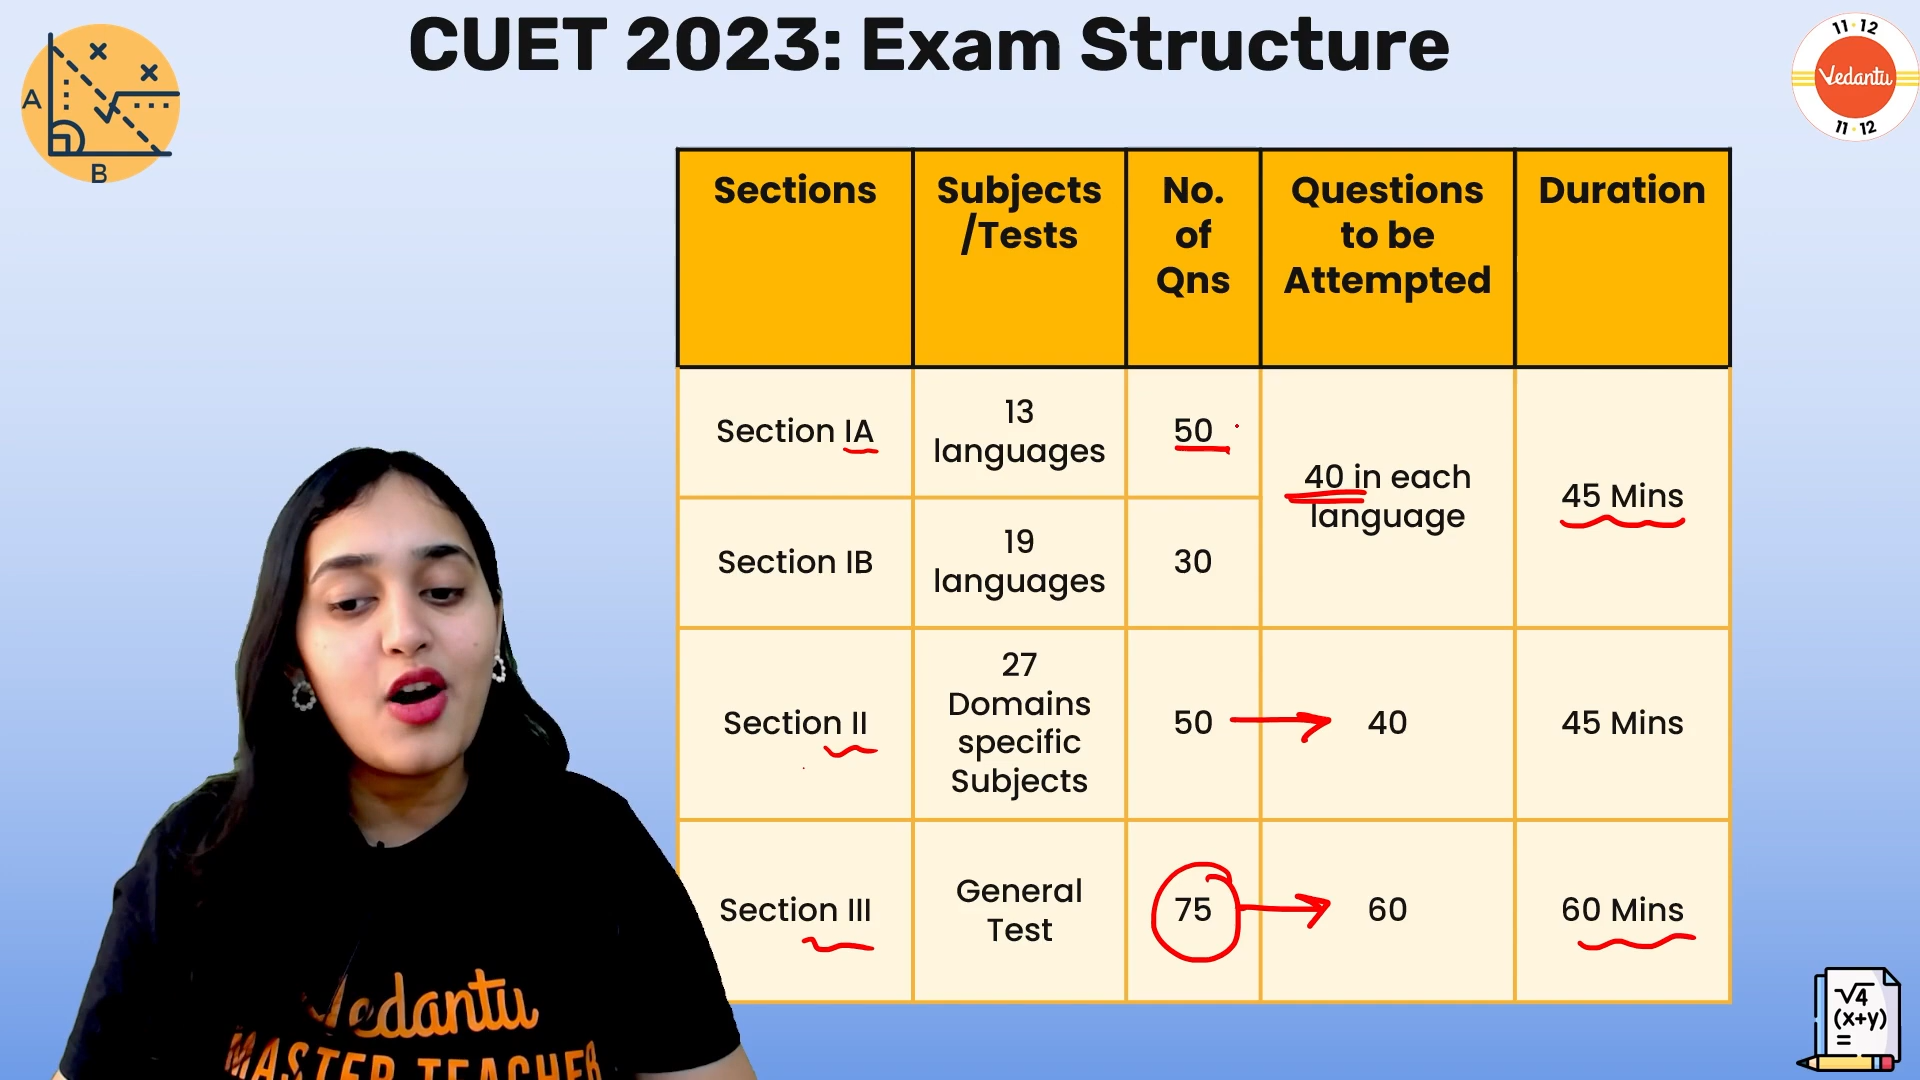 CUET 2023: Exam Structure
A
B
11·12
Vedantu
11·12
Sections
Subjects
/Tests
No.
of
Qns
Questions
to be
Attempted
Duration
Section IA
13
languages
50
40 in each
language
45 Mins
Section IB
19
languages
30
Section II
27
Domains
specific
Subjects
50
40
45 Mins
Section III
General
Test
75
60
60 Mins
Vedantu
MASTER TEACHER
√4
(x+y)
=